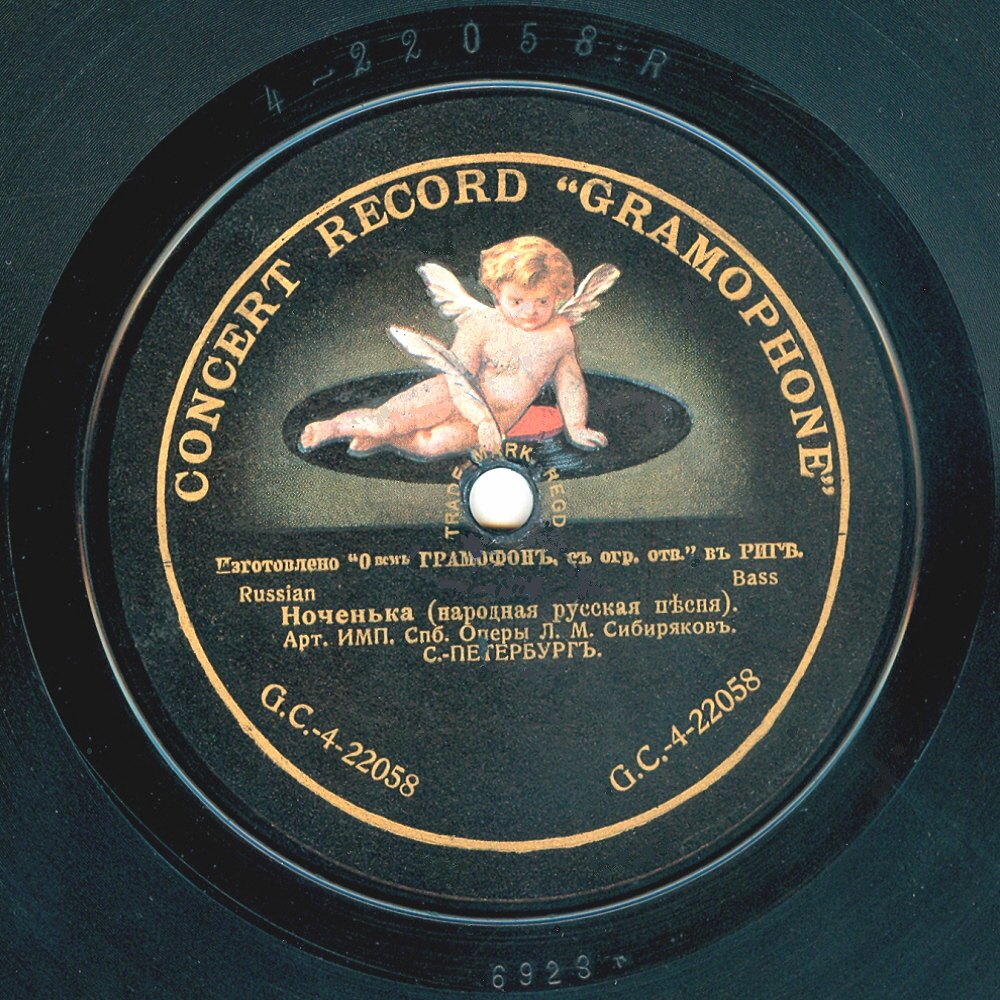 4-22058:R
CONCERT RECORD “GRAMOPHONE”
TRADE-MARK REGD
Изготовлено “О-вомъ ГРАМОФОНЪ, съ огр. отв.” въ РИГѢ.
Russian Bass
Ноченька (народная русская пѣсня).
Арт. ИМП. Спб. Оперы Л. М. Сибиряковъ.
С.-ПЕТЕРБУРГЪ.
G.C.-4-22058 G.C.-4-22058
6923 r